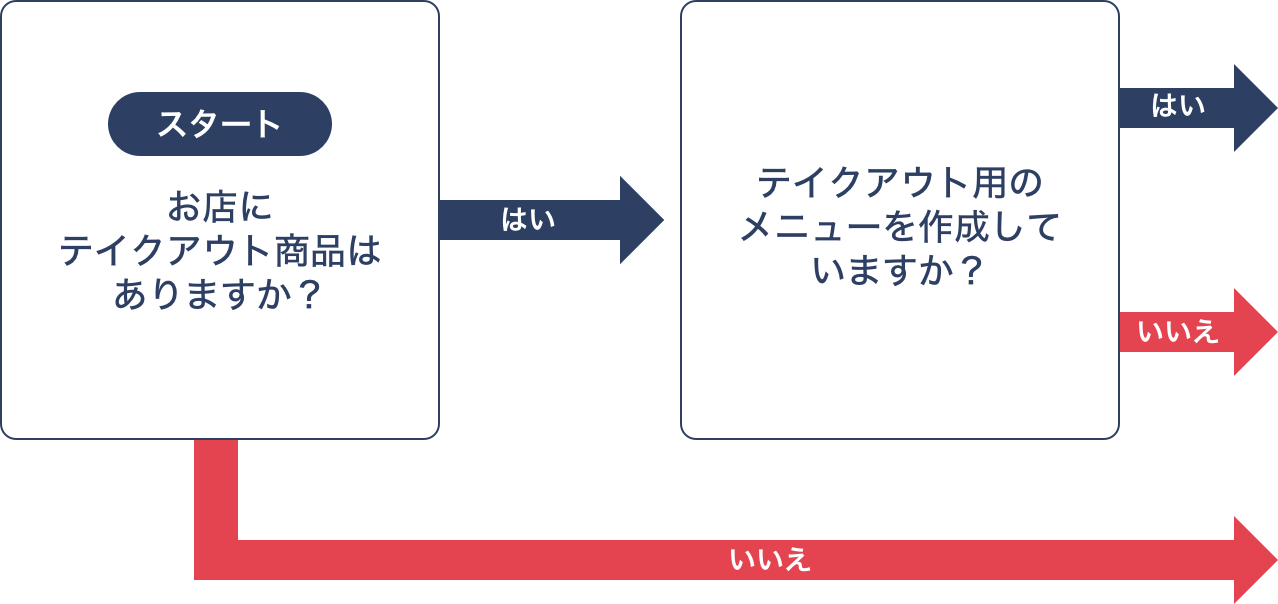 スタート
お店に
テイクアウト商品は
ありますか？
はい
テイクアウト用の
メニューを作成して
いますか？
はい
いいえ
いいえ